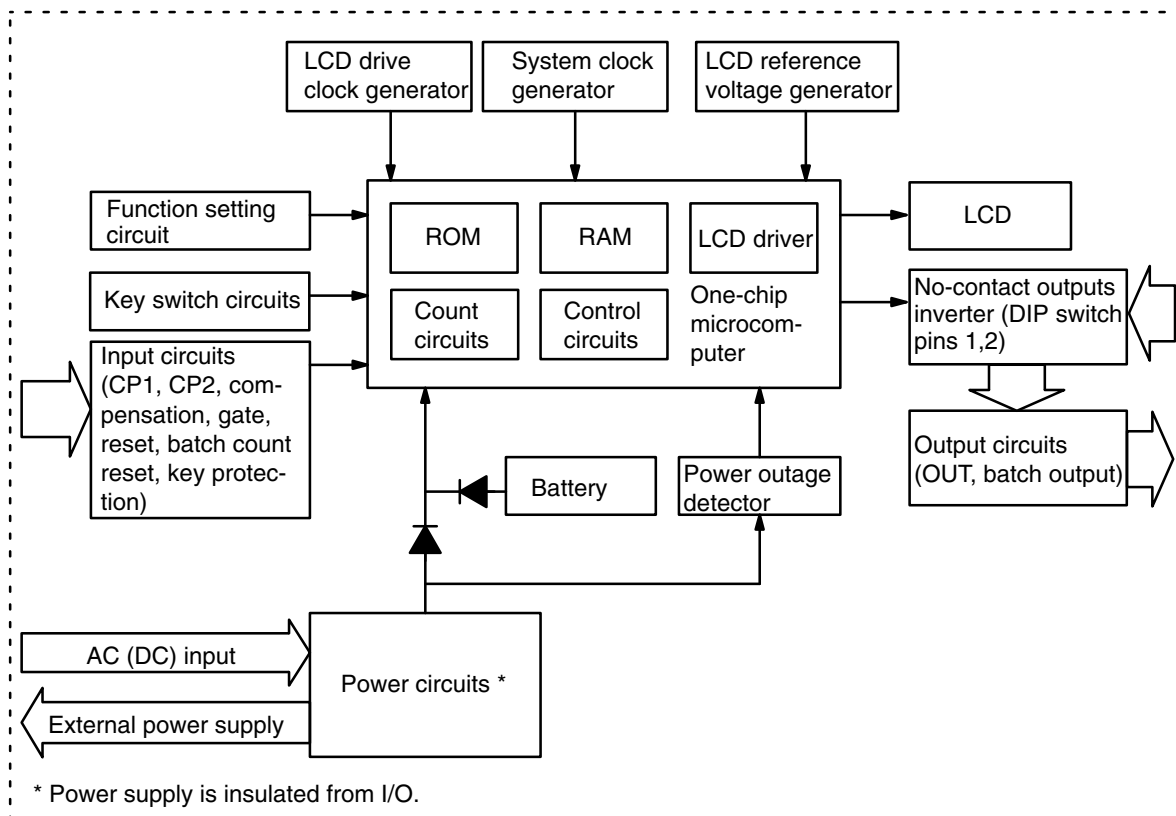 LCD drive
clock generator
System clock
generator
LCD reference
voltage generator
Function setting
circuit
ROM
RAM
LCD driver
LCD
Key switch circuits
Count
circuits
Control
circuits
One-chip
microcom-
puter
No-contact outputs
inverter (DIP switch
pins 1,2)
Input circuits
(CP1, CP2, com-
pensation, gate,
reset, batch count
reset, key protec-
tion)
Output circuits
(OUT, batch output)
Battery
Power outage
detector
AC (DC) input
Power circuits *
External power supply
* Power supply is insulated from I/O.